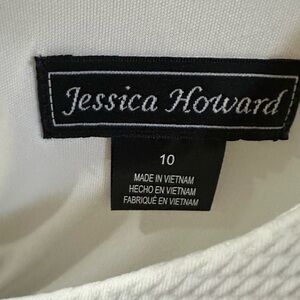 Jessica Howard
10
MADE IN VIETNAM
HECHO EN VIETNAM
FABRIQUÉ EN VIETNAM